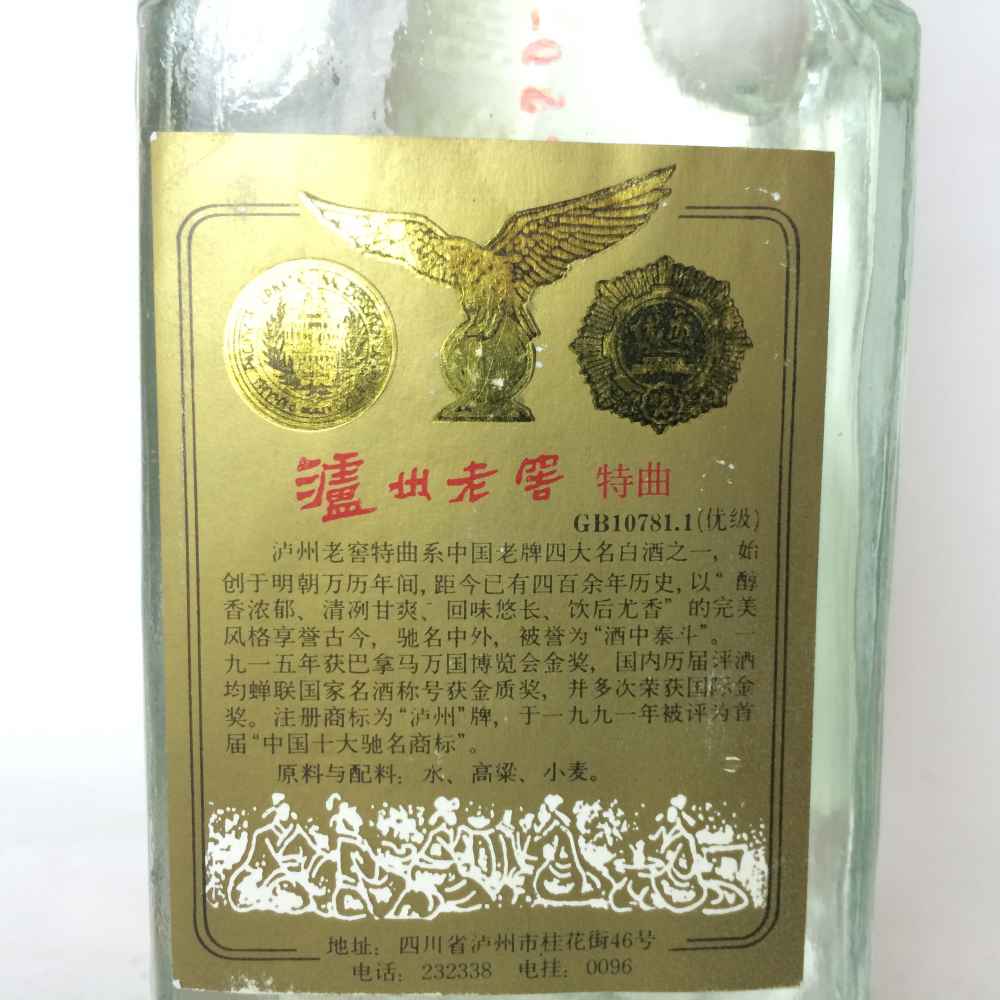 20-
泸州老窖 特曲
GB10781.1(优级)
泸州老窖特曲系中国老牌四大名白酒之一，始
创于明朝万历年间，距今已有四百余年历史，以“醇
香浓郁、清冽甘爽、回味悠长、饮后尤香”的完美
风格享誉古今，驰名中外，被誉为“酒中泰斗”。一
九一五年获巴拿马万国博览会金奖，国内历届评酒
均蝉联国家名酒称号获金质奖，并多次荣获国际金
奖。注册商标为“泸州”牌，于一九九一年被评为首
届“中国十大驰名商标”。
原料与配料：水、高粱、小麦。
地址：四川省泸州市桂花街46号
电话：232338 电挂：0096